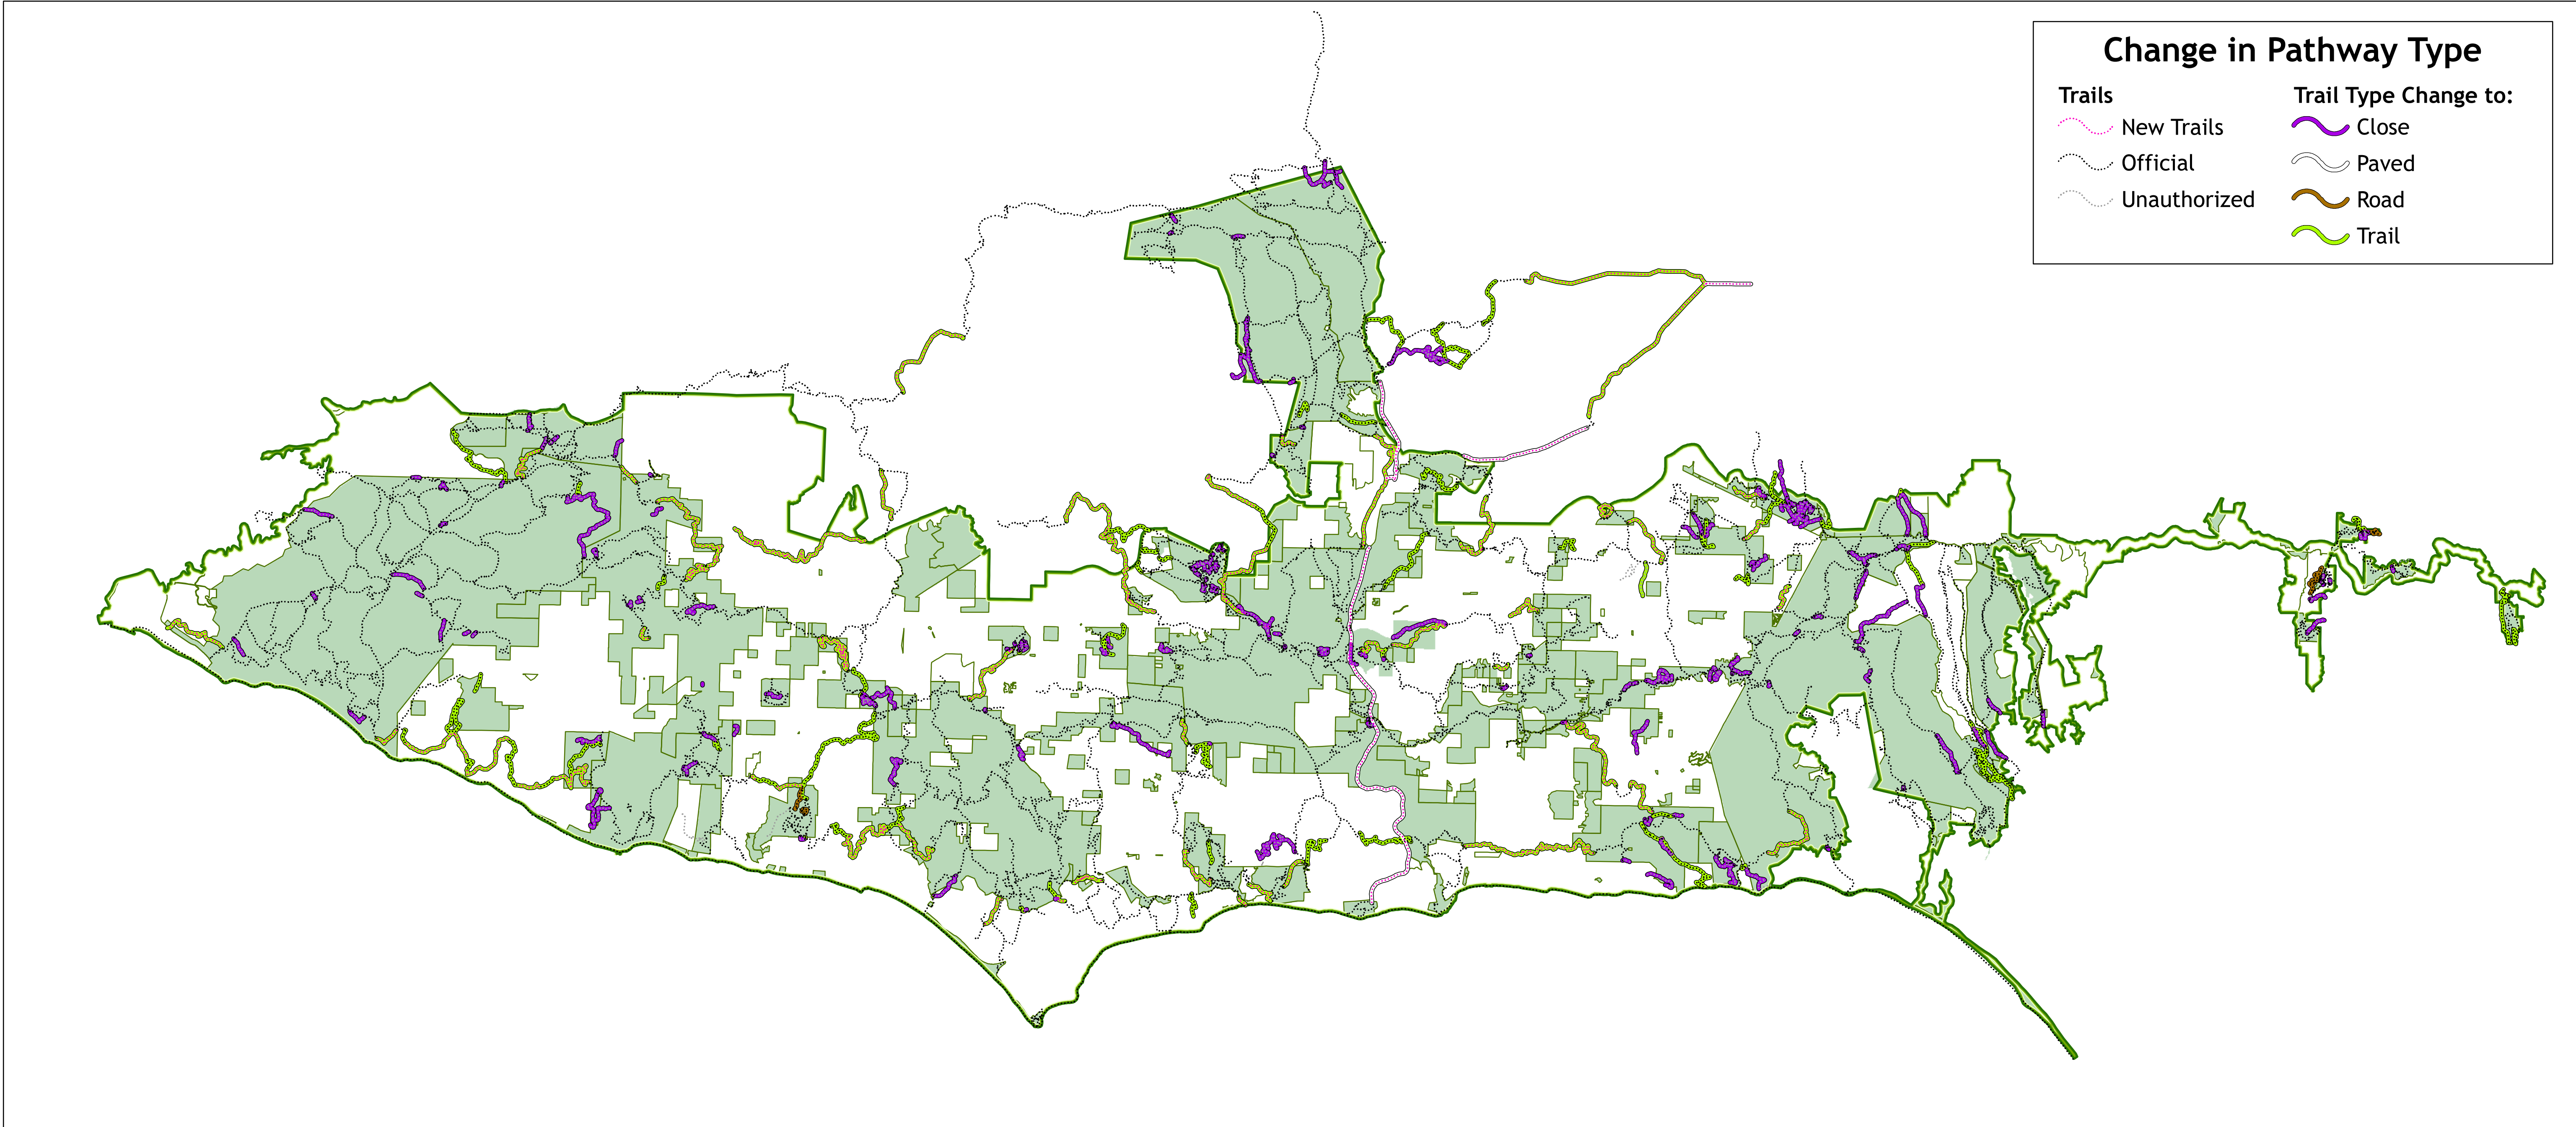 Change in Pathway Type
Trails
New Trails
Official
Unauthorized
Trail Type Change to:
Close
Paved
Road
Trail